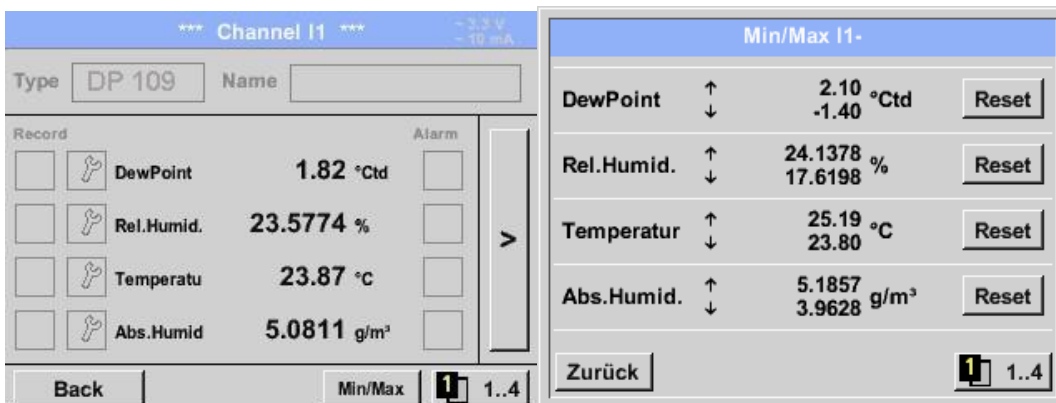 *** Channel I1 ***
~ 3.3 V
~ 10 mA
Type DP 109 Name
Record Alarm
DewPoint 1.82 °Ctd
Rel.Humid. 23.5774 %
Temperatu 23.87 °C
Abs.Humid 5.0811 g/m³
>
Back Min/Max 1 1..4
Min/Max I1-
DewPoint ↑ 2.10 °Ctd Reset
↓ -1.40
Rel.Humid. ↑ 24.1378 % Reset
↓ 17.6198
Temperatur ↑ 25.19 °C Reset
↓ 23.80
Abs.Humid. ↑ 5.1857 g/m³ Reset
↓ 3.9628
Zurück 1 1..4